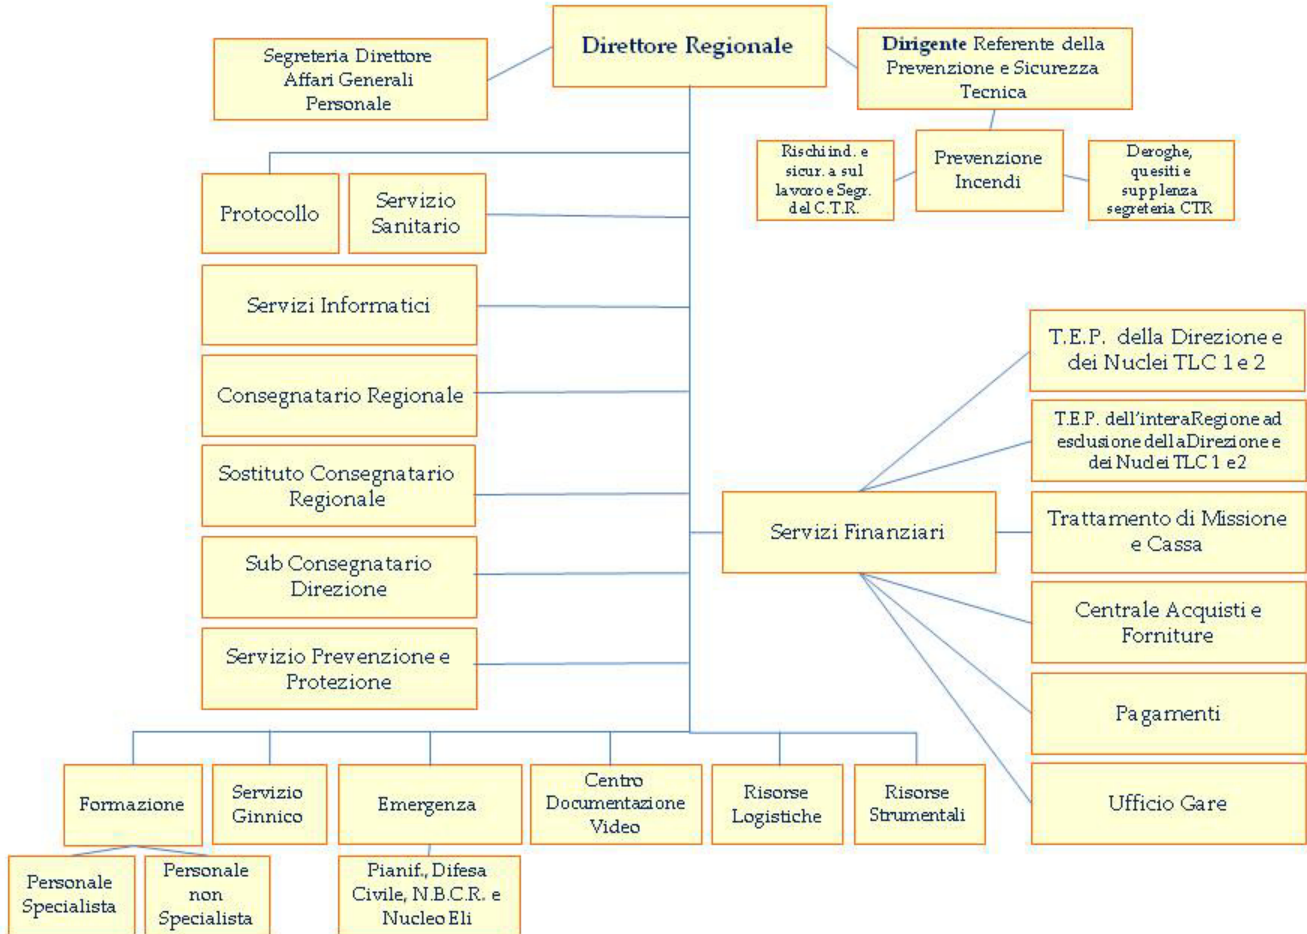 Direttore Regionale
Segreteria Direttore
Affari Generali
Personale
Dirigente Referente della
Prevenzione e Sicurezza
Tecnica
Rischi ind. e
sicur. a sul
lavoro e Segr.
del C.T.R.
Prevenzione
Incendi
Deroghe,
quesiti e
supplenza
segreteria CTR
Protocollo
Servizio
Sanitario
Servizi Informatici
Consegnatario Regionale
Sostituto Consegnatario
Regionale
Sub Consegnatario
Direzione
Servizio Prevenzione e
Protezione
Servizi Finanziari
T.E.P. della Direzione e
dei Nuclei TLC 1 e 2
T.E.P. dell'intera Regione ad
esclusione della Direzione e
dei Nuclei TLC 1 e 2
Trattamento di Missione
e Cassa
Centrale Acquisti e
Forniture
Pagamenti
Ufficio Gare
Formazione
Servizio
Ginnico
Emergenza
Centro
Documentazione
Video
Risorse
Logistiche
Risorse
Strumentali
Personale
Specialista
Personale
non
Specialista
Pianif., Difesa
Civile, N.B.C.R. e
Nucleo Eli